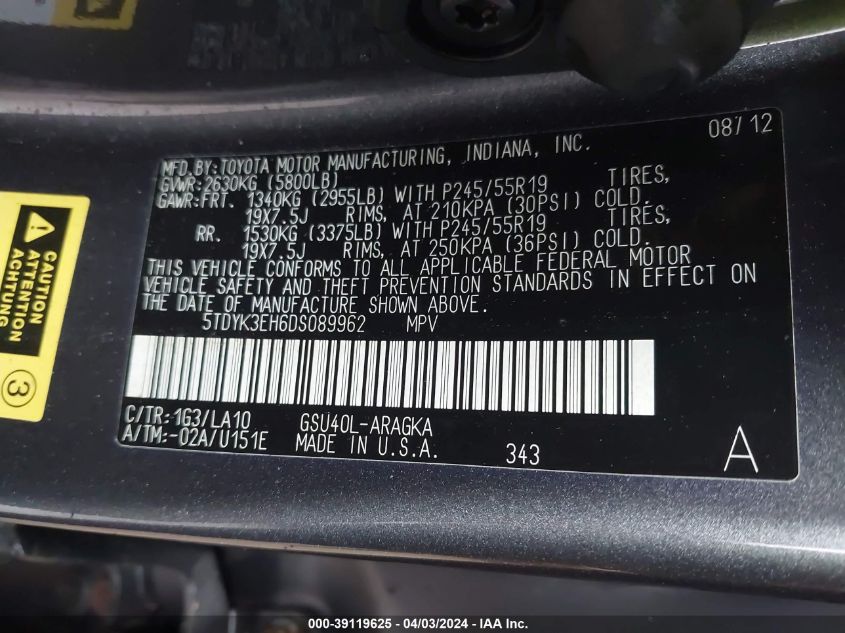 08/12
MFD.BY:TOYOTA MOTOR MANUFACTURING, INDIANA, INC.
GVWR:2630KG (5800LB)
GAWR:FRT. 1340KG (2955LB) WITH P245/55R19 TIRES,
19X7.5J RIMS, AT 210KPA (30PSI) COLD.
RR. 1530KG (3375LB) WITH P245/55R19 TIRES,
19X7.5J RIMS, AT 250KPA (36PSI) COLD.
THIS VEHICLE CONFORMS TO ALL APPLICABLE FEDERAL MOTOR
VEHICLE SAFETY AND THEFT PREVENTION STANDARDS IN EFFECT ON
THE DATE OF MANUFACTURE SHOWN ABOVE.
5TDYK3EH6DS089962 MPV
C/TR:1G3/LA10 GSU40L-ARAGKA
A/TM:-02A/U151E MADE IN U.S.A. 343 A
CAUTION
ATTENTION
ACHTUNG
3
000-39119625 - 04/03/2024 - IAA Inc.